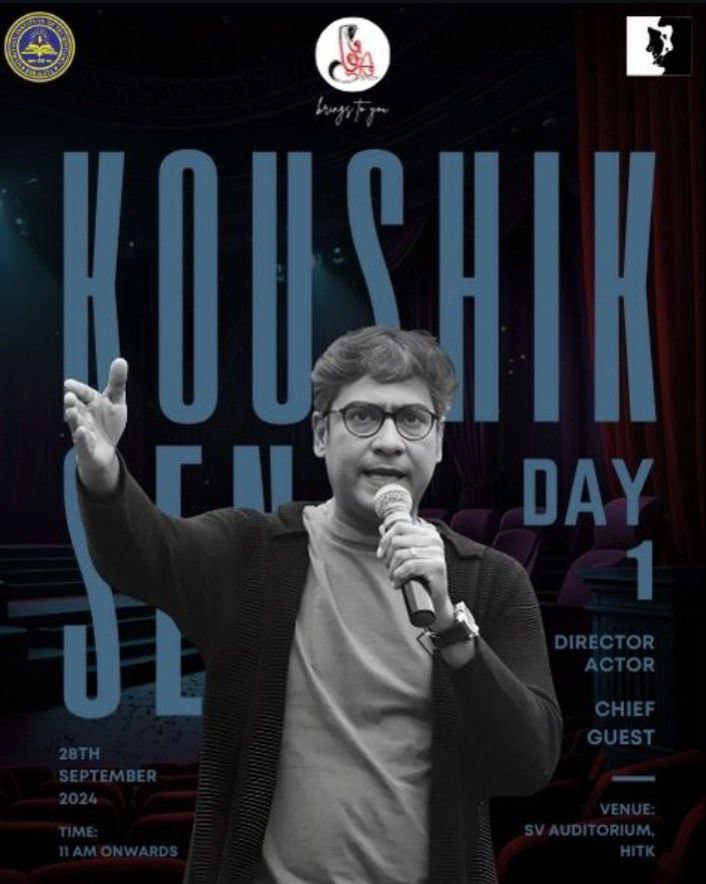 brings to you
KOUSHIK
SEN
DAY
1
DIRECTOR
ACTOR
CHIEF
GUEST
28TH
SEPTEMBER
2024
TIME:
11 AM ONWARDS
VENUE:
SV AUDITORIUM,
HITK